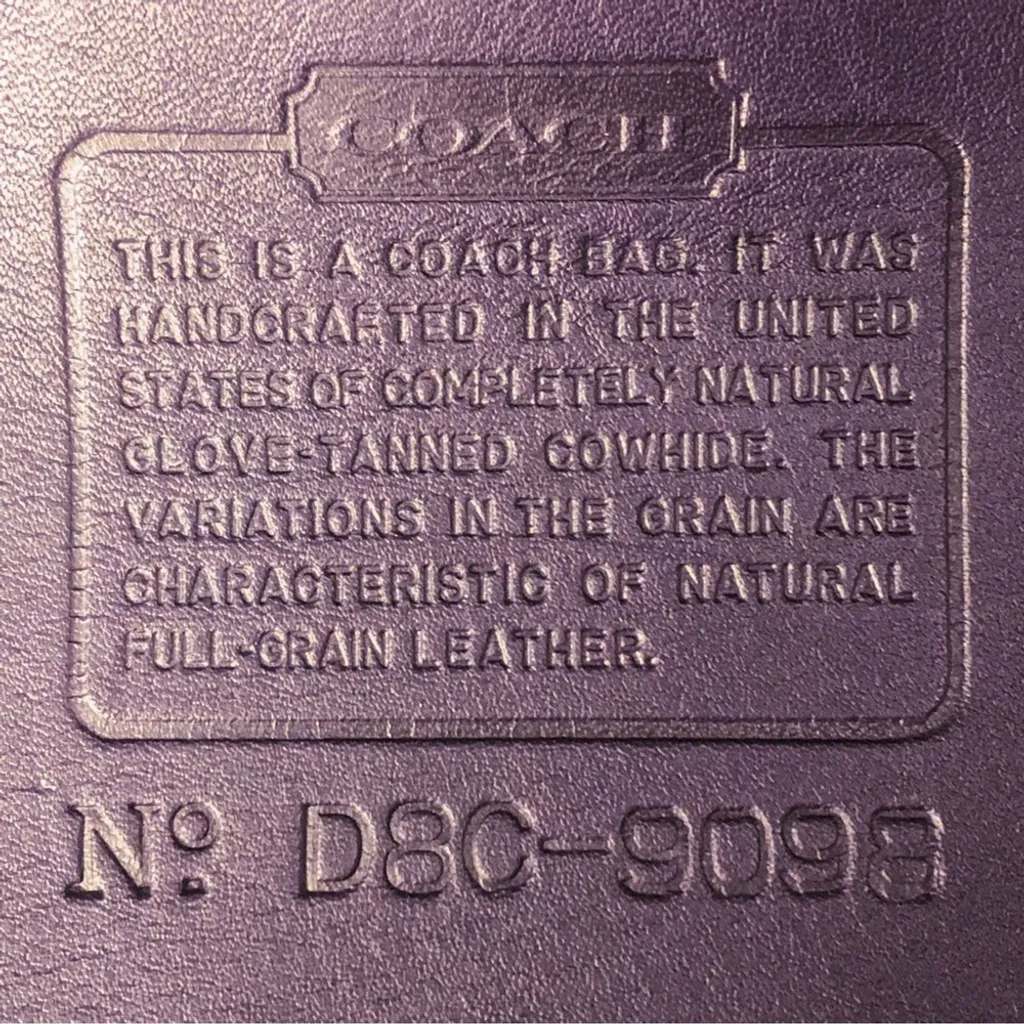 COACH
THIS IS A COACH BAG. IT WAS
HANDCRAFTED IN THE UNITED
STATES OF COMPLETELY NATURAL
GLOVE-TANNED COWHIDE. THE
VARIATIONS IN THE GRAIN ARE
CHARACTERISTIC OF NATURAL
FULL-GRAIN LEATHER.
Nº D8C-9098